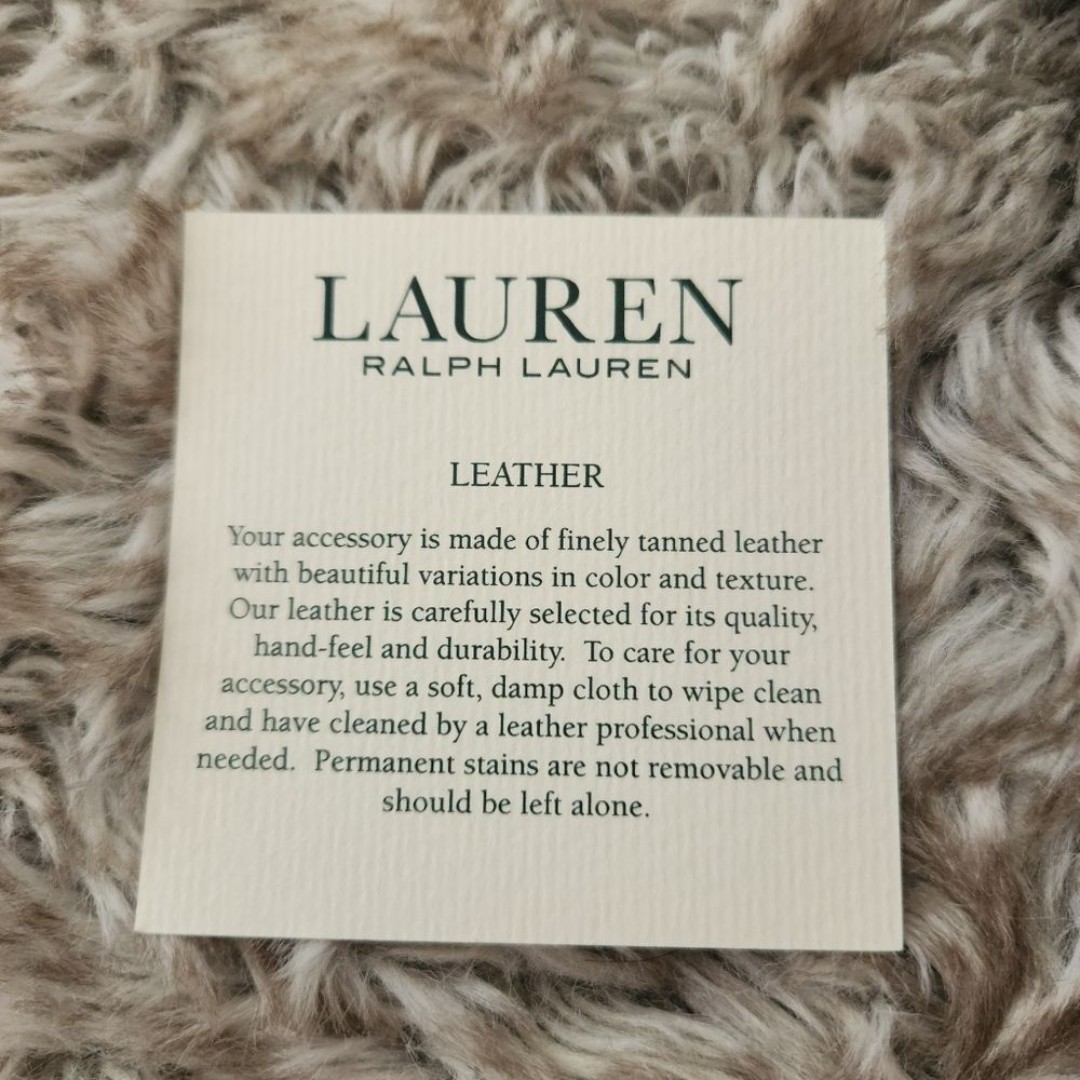 LAUREN
RALPH LAUREN
LEATHER
Your accessory is made of finely tanned leather
with beautiful variations in color and texture.
Our leather is carefully selected for its quality,
hand-feel and durability.  To care for your
accessory, use a soft, damp cloth to wipe clean
and have cleaned by a leather professional when
needed.  Permanent stains are not removable and
should be left alone.